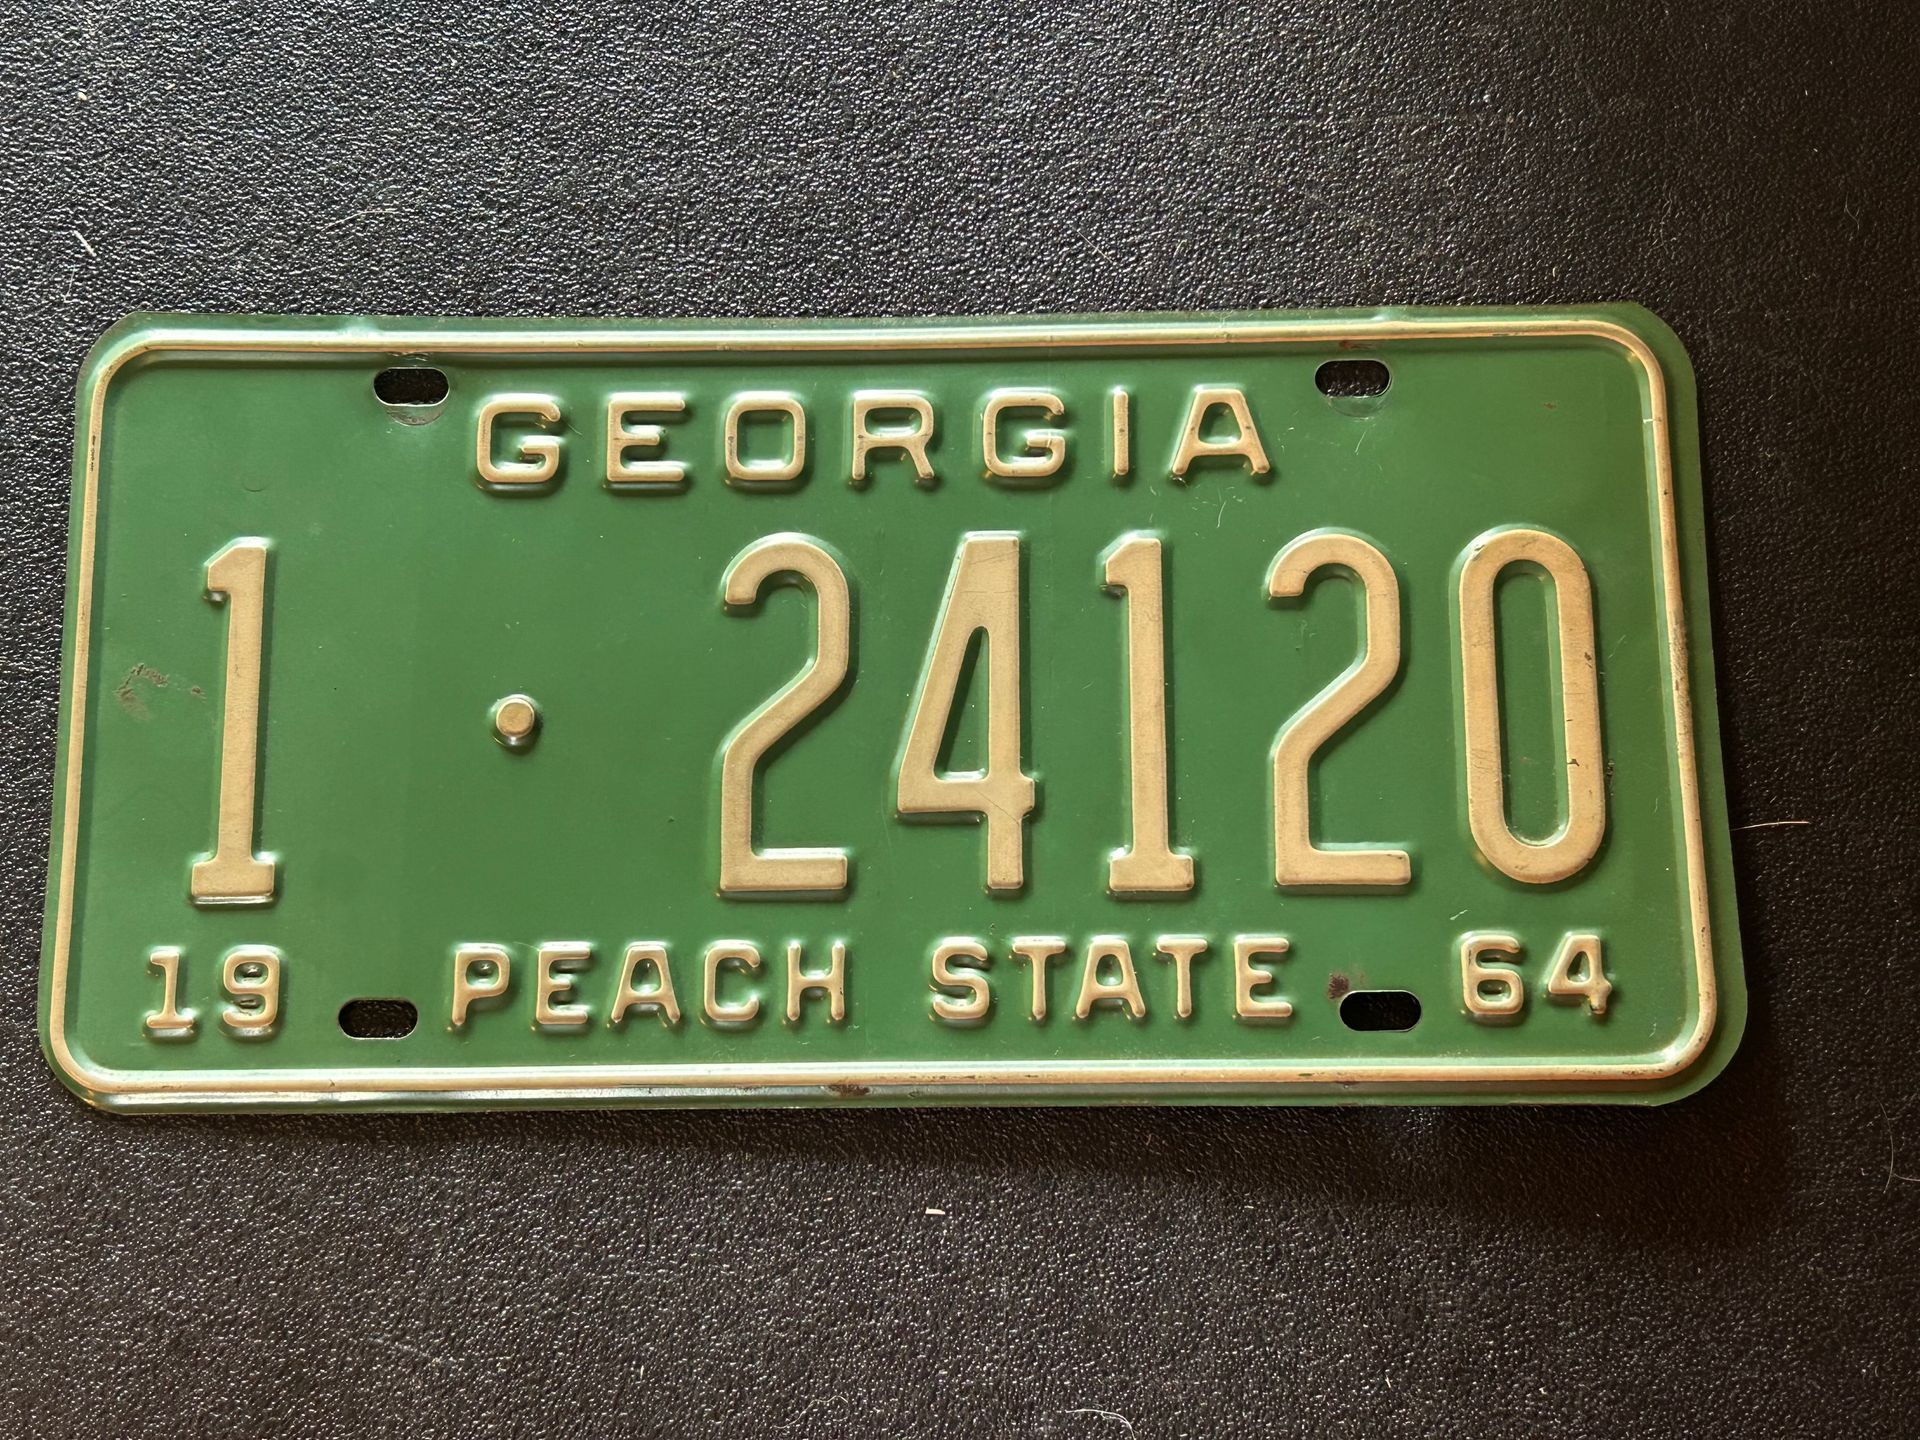 GEORGIA
1 · 24120
19 PEACH STATE 64